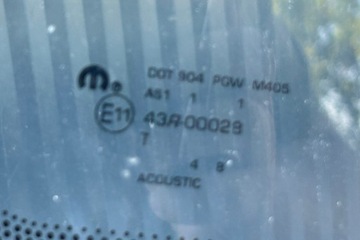 m® DOT 904 PGW M405
AS1 1 1
E11 43R-00029
7
4 8
ACOUSTIC